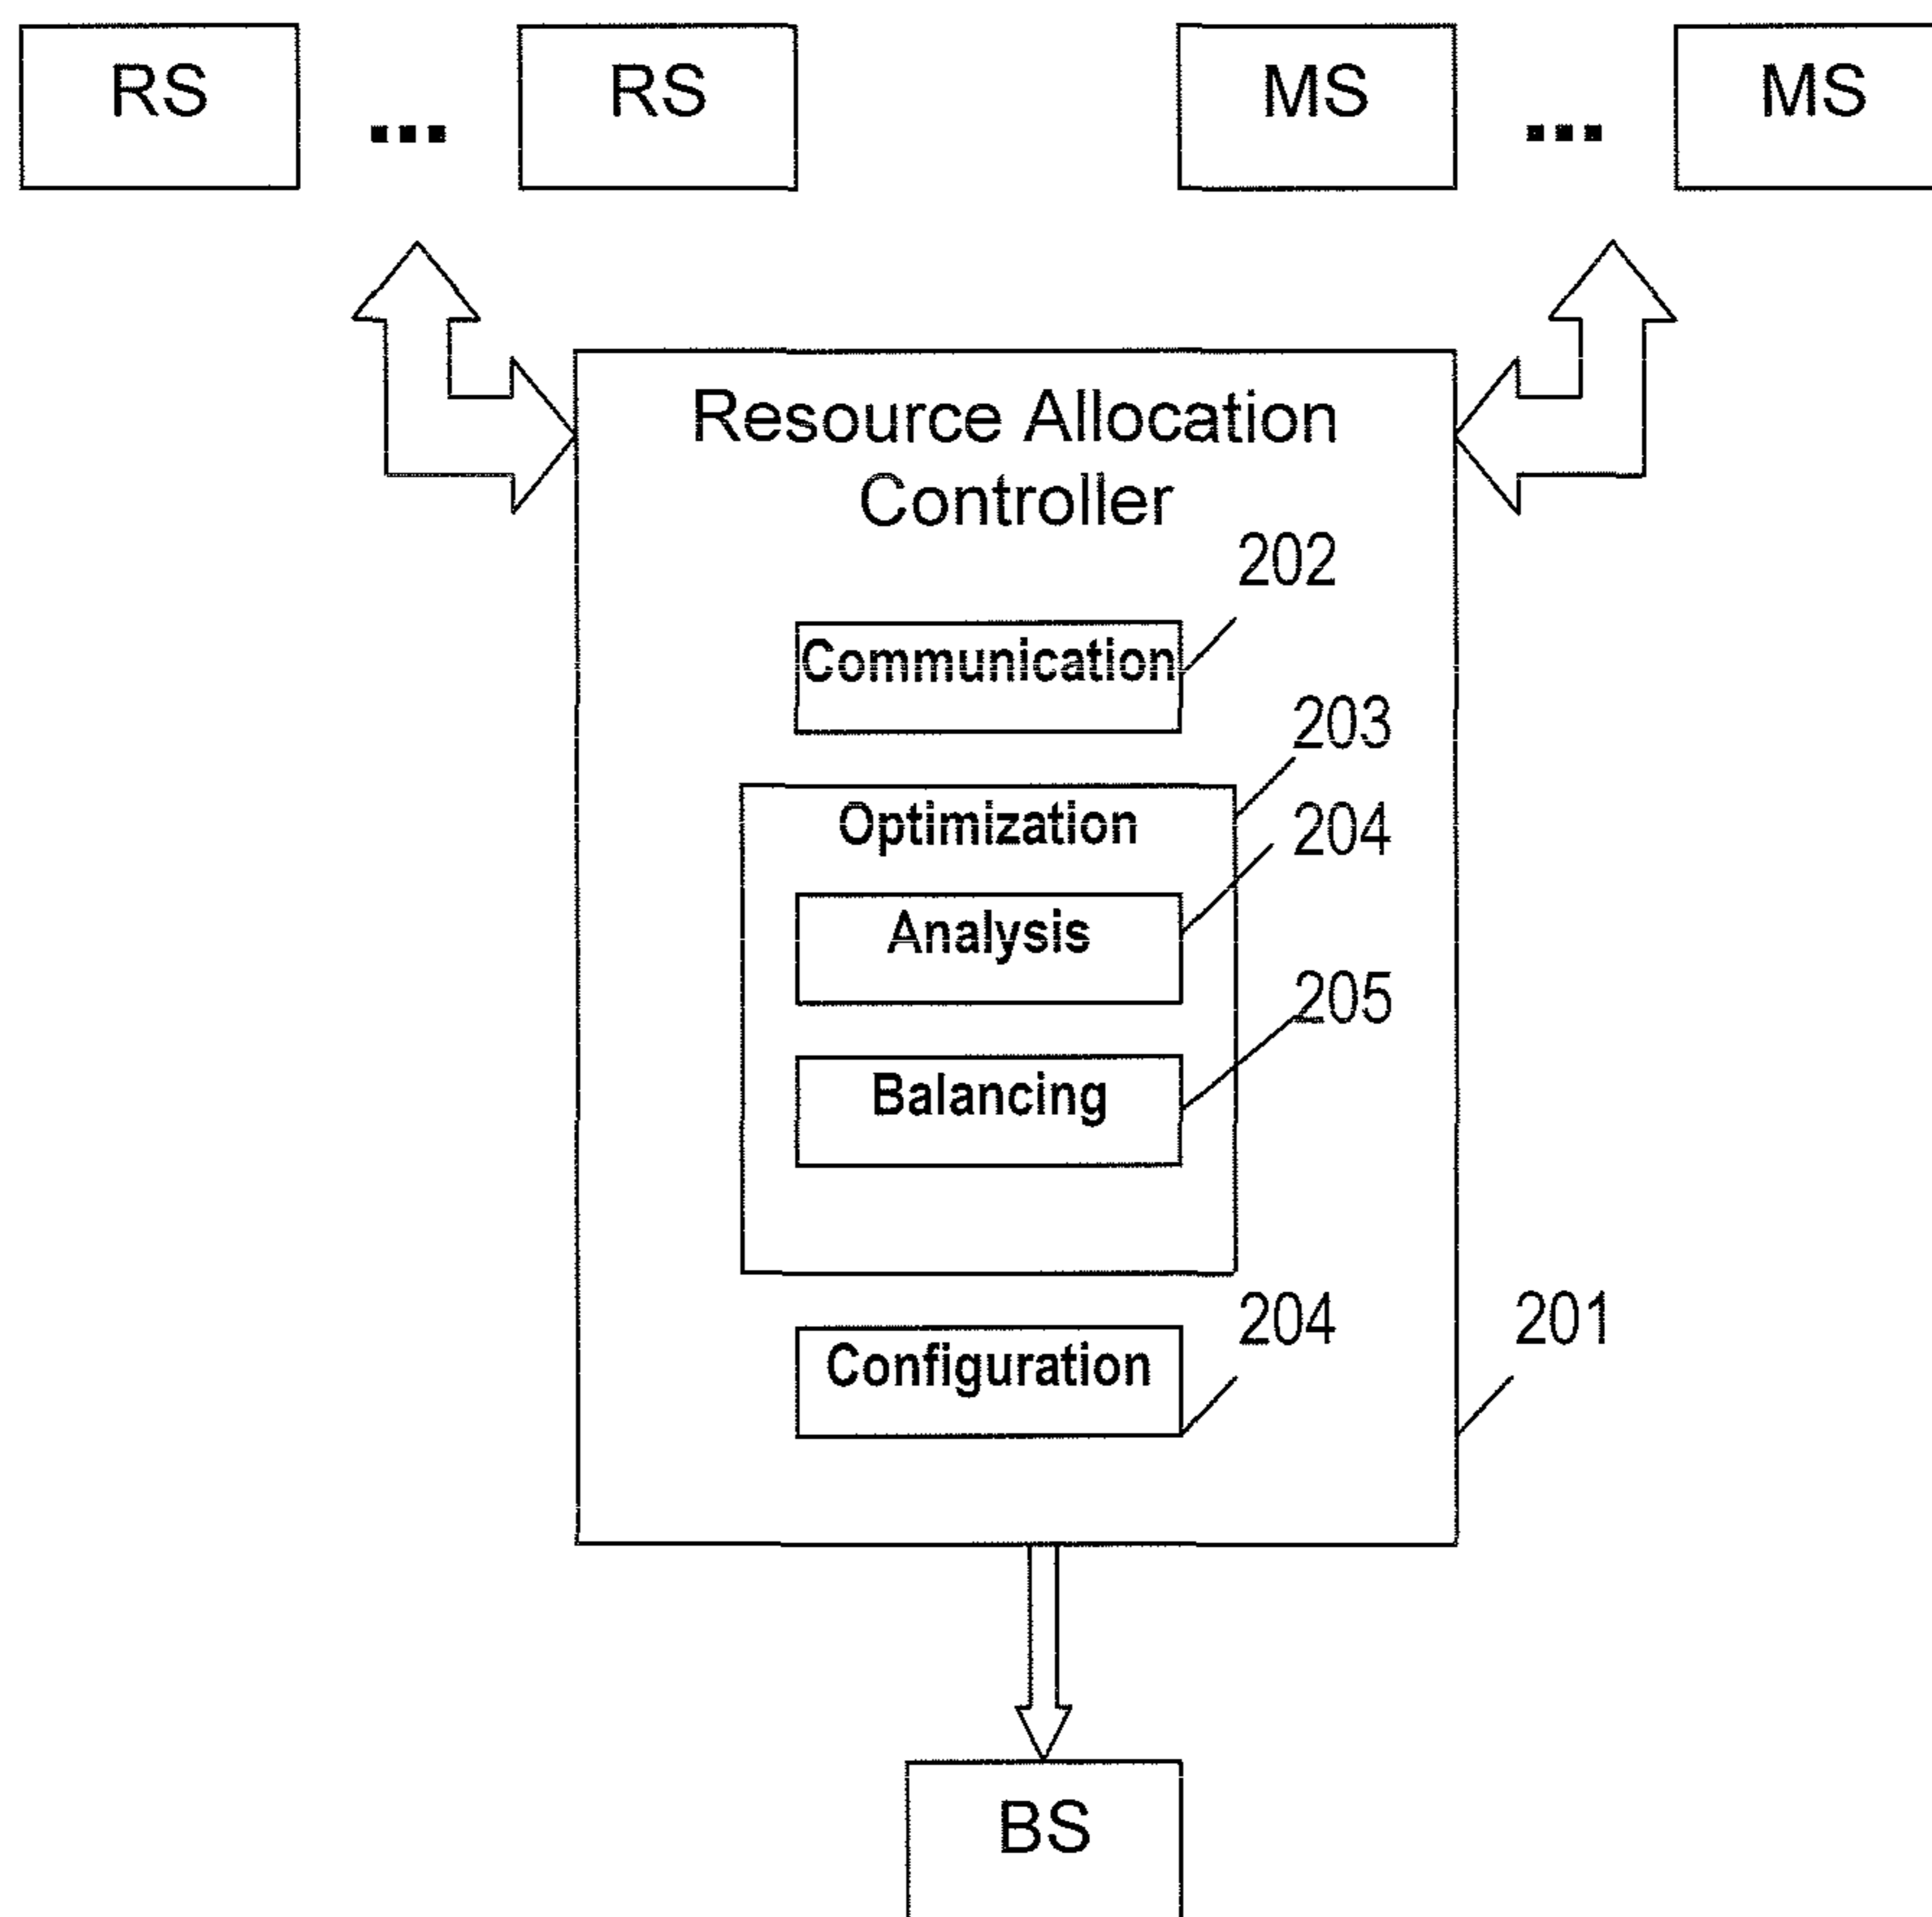 RS
RS
MS
MS
Resource Allocation
Controller
202
Communication
203
Optimization
204
Analysis
205
Balancing
204
201
Configuration
BS